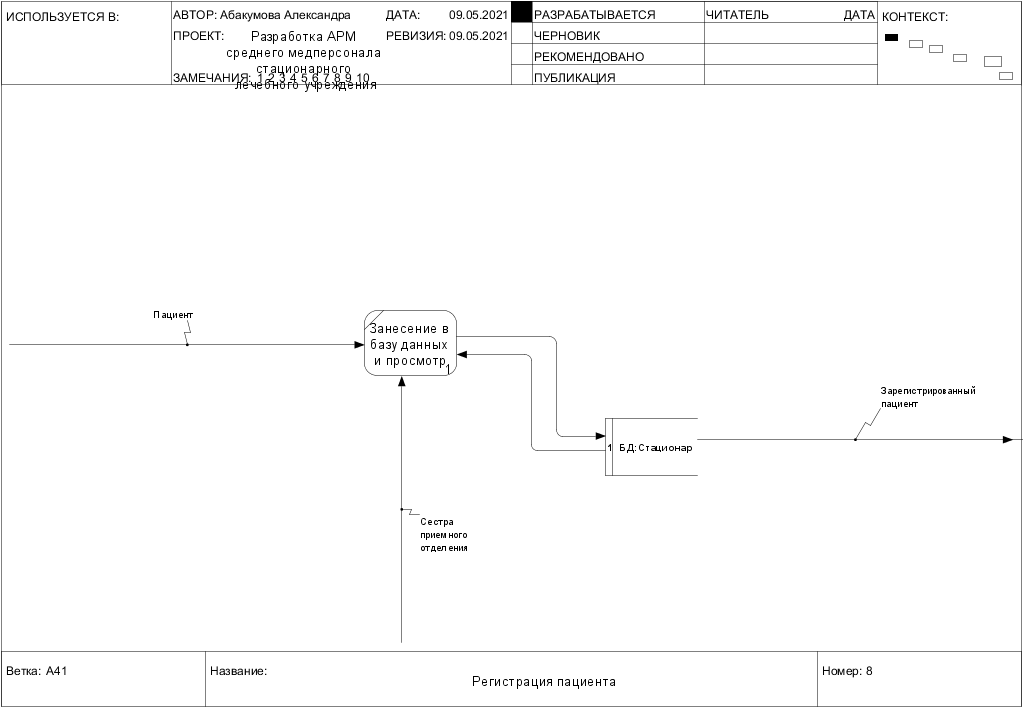 ИСПОЛЬЗУЕТСЯ В:
АВТОР: Абакумова Александра
ДАТА: 09.05.2021
ПРОЕКТ: Разработка АРМ
среднего медперсонала
стационарного
лечебного учреждения
РЕВИЗИЯ: 09.05.2021
ЗАМЕЧАНИЯ: 1 2 3 4 5 6 7 8 9 10
РАЗРАБАТЫВАЕТСЯ
ЧЕРНОВИК
РЕКОМЕНДОВАНО
ПУБЛИКАЦИЯ
ЧИТАТЕЛЬ ДАТА
КОНТЕКСТ:
Пациент
Занесение в
базу данных
и просмотр
1
Зарегистрированный
пациент
1 БД:Стационар
Сестра
приемного
отделения
Ветка: A41
Название:
Регистрация пациента
Номер: 8